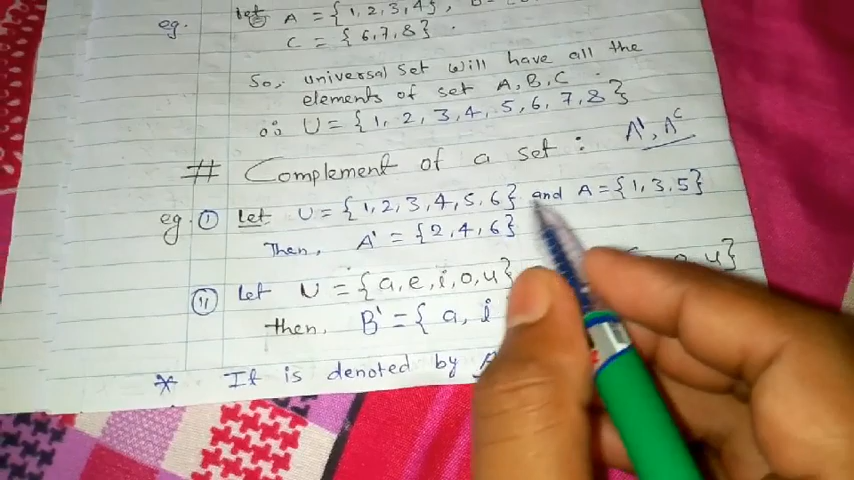 eg. let A = {1,2,3,4},
C = {6,7,8}.
So, universal set will have all the
elements of set A, B, C.
∴ U = {1, 2, 3, 4, 5, 6, 7, 8}
# Complement of a set : A', Aᶜ
eg. (i) Let U = {1,2,3,4,5,6} and A = {1,3,5}
Then, A' = {2,4,6}
(ii) Let U = {a,e,i,o,u} o,u}
then, B' = {a, i
* It is denoted by